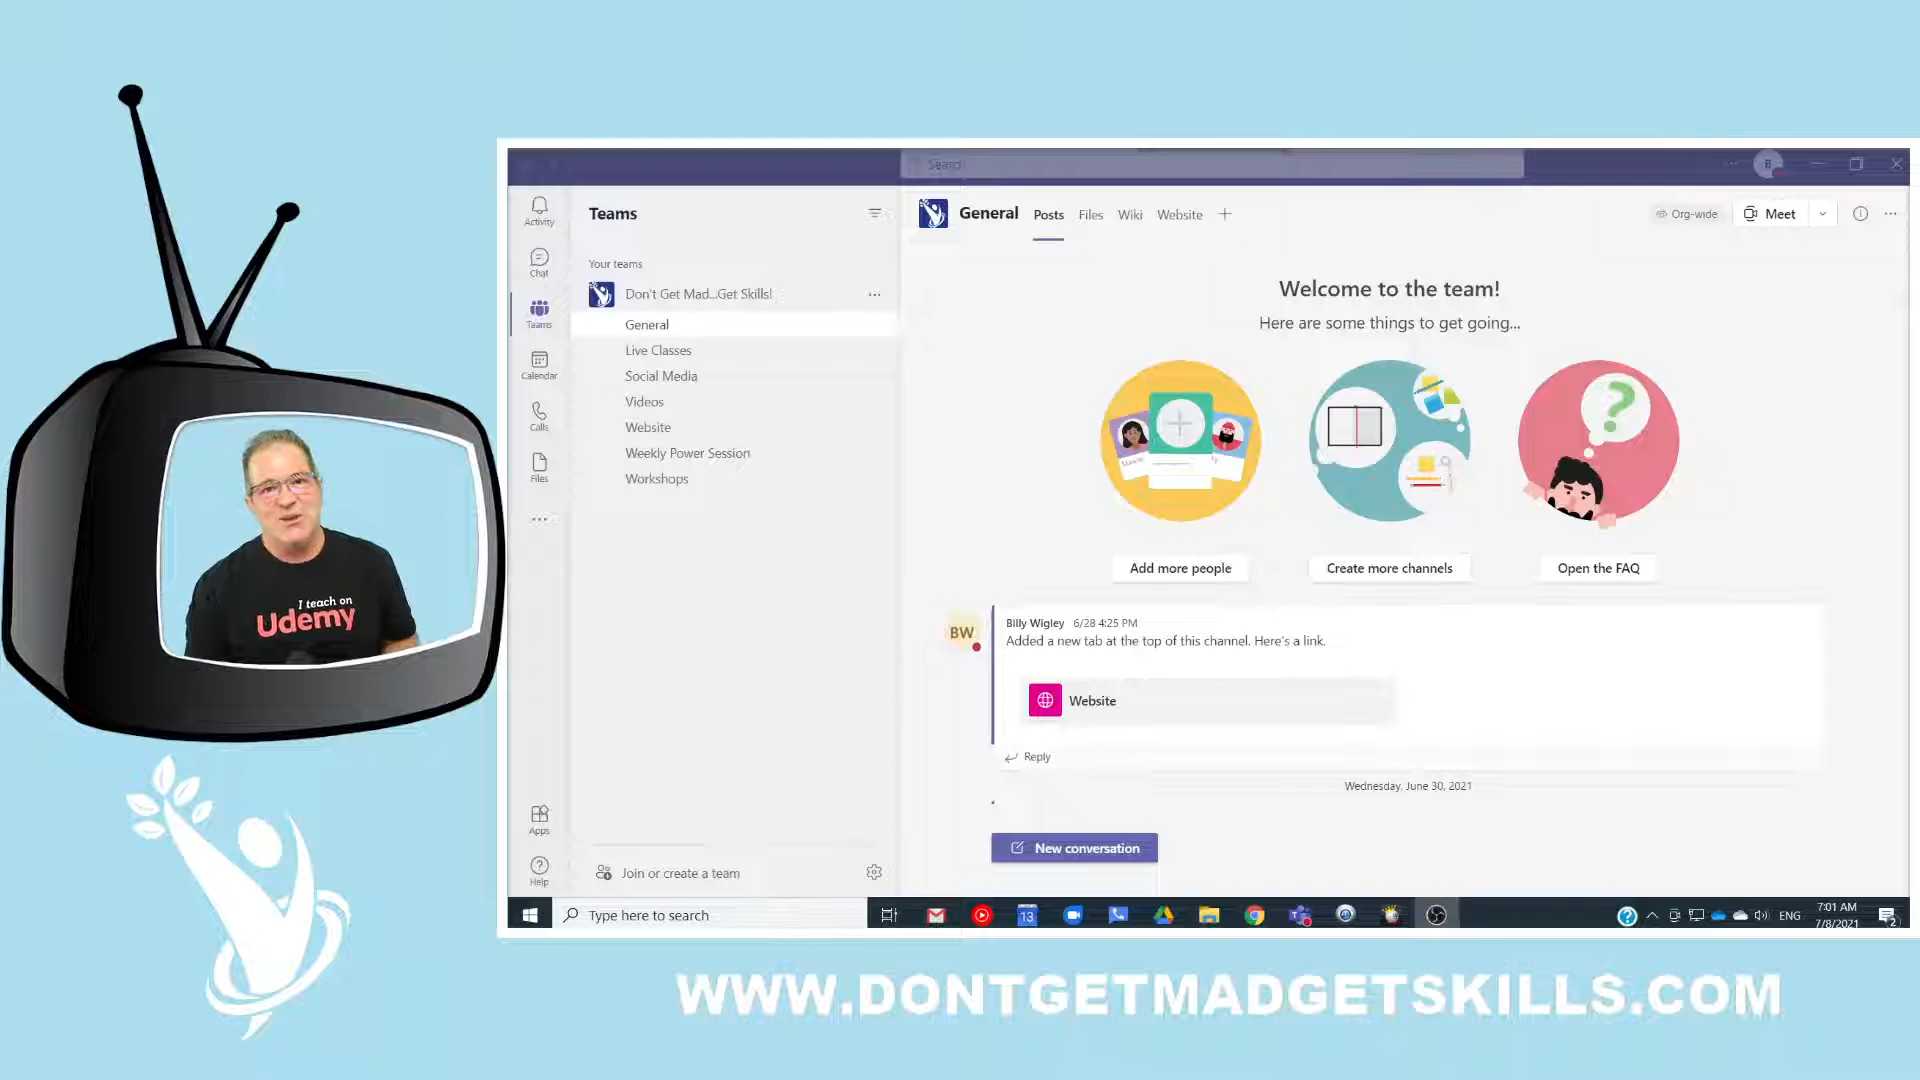 Search
B
Activity
Chat
Teams
Calendar
Calls
Files
Apps
Help
Teams
Your teams
Don't Get Mad...Get Skills!
General
Live Classes
Social Media
Videos
Website
Weekly Power Session
Workshops
Join or create a team
General Posts Files Wiki Website
Org-wide Meet
Welcome to the team!
Here are some things to get going...
Add more people
Create more channels
Open the FAQ
BW
Billy Wigley 6/28 4:25 PM
Added a new tab at the top of this channel. Here's a link.
Website
Reply
Wednesday, June 30, 2021
New conversation
Type here to search
13
ENG
7:01 AM
7/8/2021
2
I teach on
Udemy
WWW.DONTGETMADGETSKILLS.COM